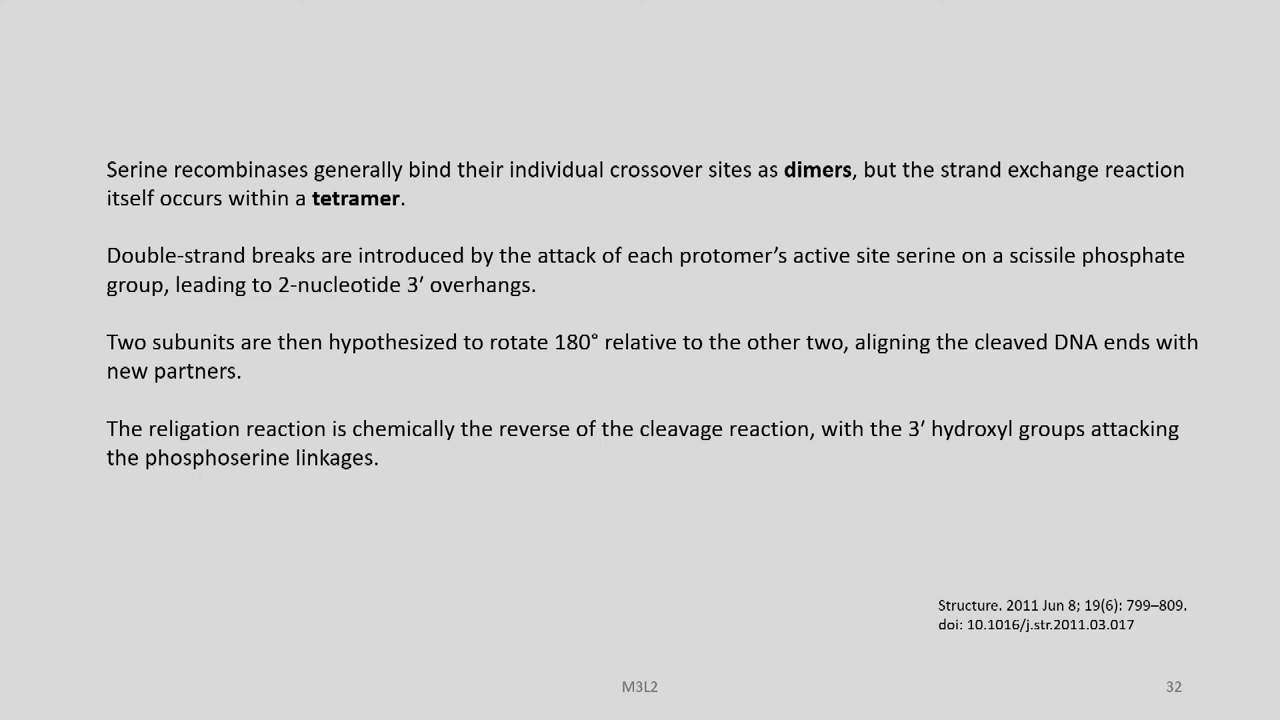 Serine recombinases generally bind their individual crossover sites as dimers, but the strand exchange reaction
itself occurs within a tetramer.
Double-strand breaks are introduced by the attack of each protomer’s active site serine on a scissile phosphate
group, leading to 2-nucleotide 3′ overhangs.
Two subunits are then hypothesized to rotate 180° relative to the other two, aligning the cleaved DNA ends with
new partners.
The religation reaction is chemically the reverse of the cleavage reaction, with the 3′ hydroxyl groups attacking
the phosphoserine linkages.
Structure. 2011 Jun 8; 19(6): 799–809.
doi: 10.1016/j.str.2011.03.017
M3L2
32